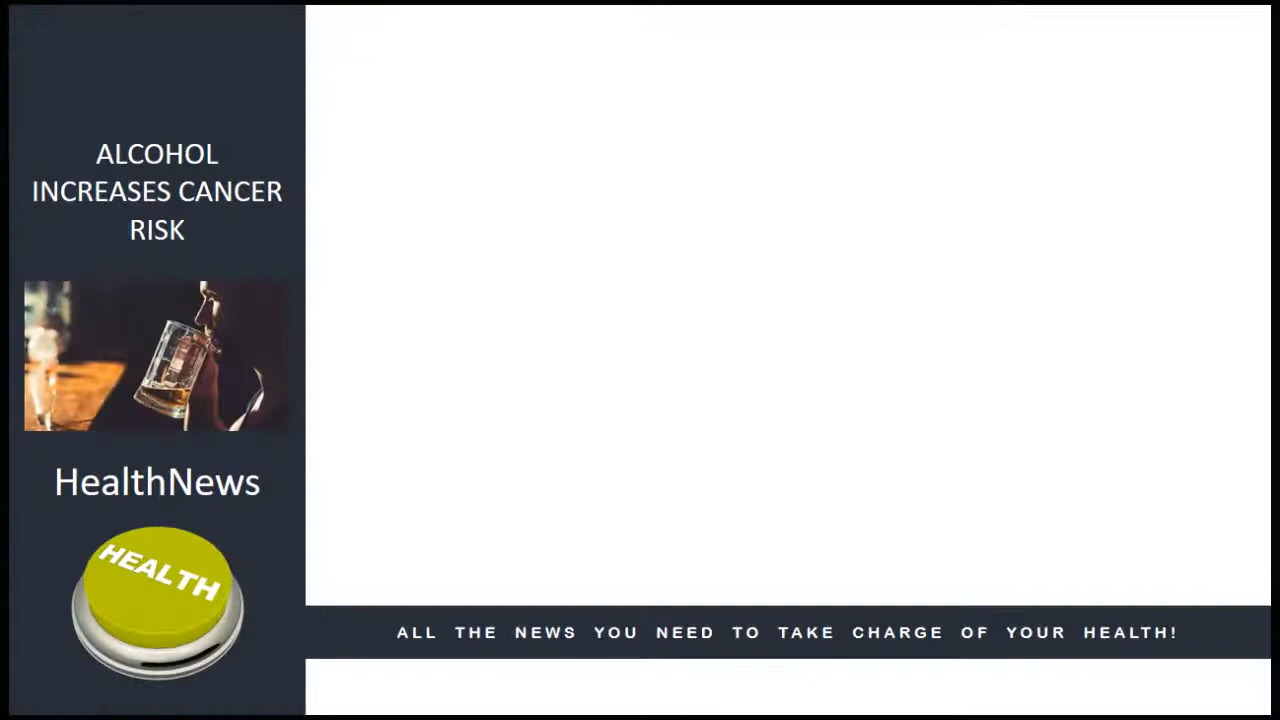 ALCOHOL
INCREASES CANCER
RISK
HealthNews
HEALTH
ALL THE NEWS YOU NEED TO TAKE CHARGE OF YOUR HEALTH!